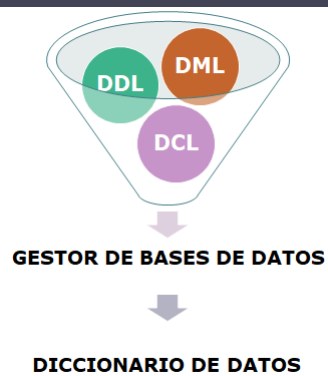 DDL
DML
DCL
GESTOR DE BASES DE DATOS
DICCIONARIO DE DATOS